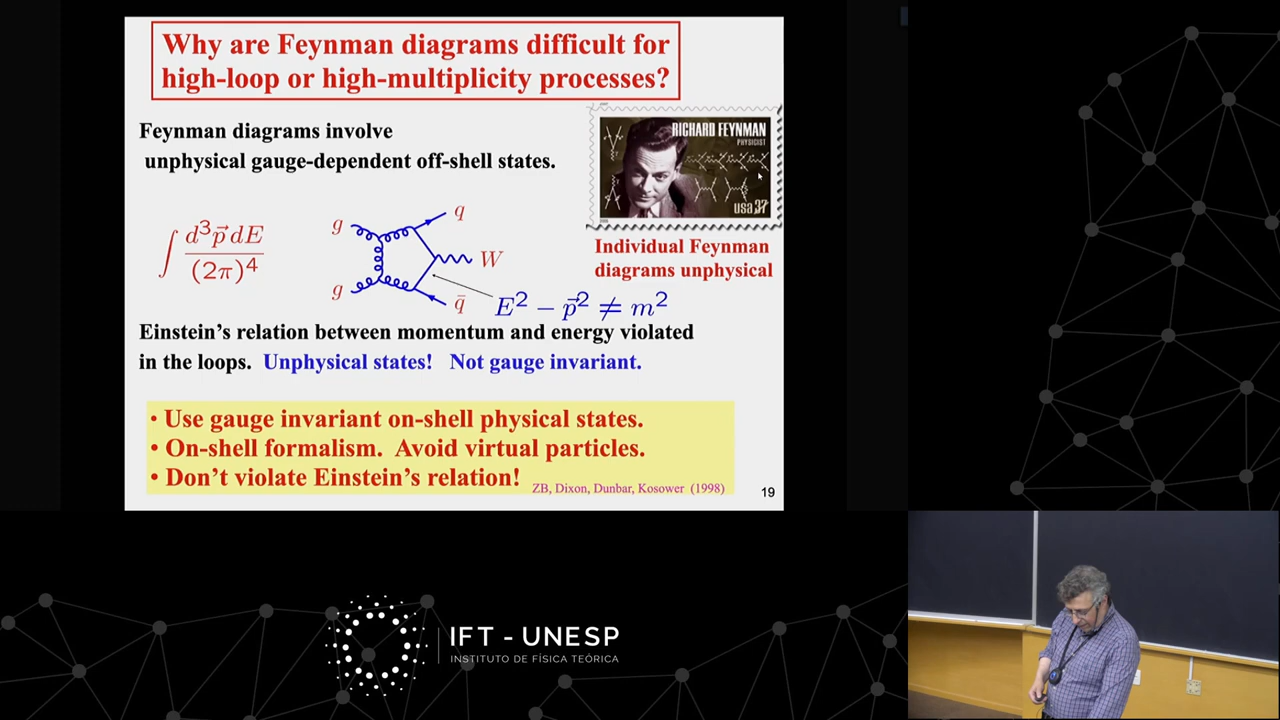 Why are Feynman diagrams difficult for
high-loop or high-multiplicity processes?
Feynman diagrams involve
unphysical gauge-dependent off-shell states.
RICHARD FEYNMAN
PHYSICIST
usa 37
Individual Feynman
diagrams unphysical
∫ d³p⃗ dE / (2π)⁴
g
q
W
g
q̄
E² − p⃗² ≠ m²
Einstein's relation between momentum and energy violated
in the loops. Unphysical states! Not gauge invariant.
• Use gauge invariant on-shell physical states.
• On-shell formalism. Avoid virtual particles.
• Don't violate Einstein's relation!
ZB, Dixon, Dunbar, Kosower (1998)
19
IFT - UNESP
INSTITUTO DE FÍSICA TEÓRICA